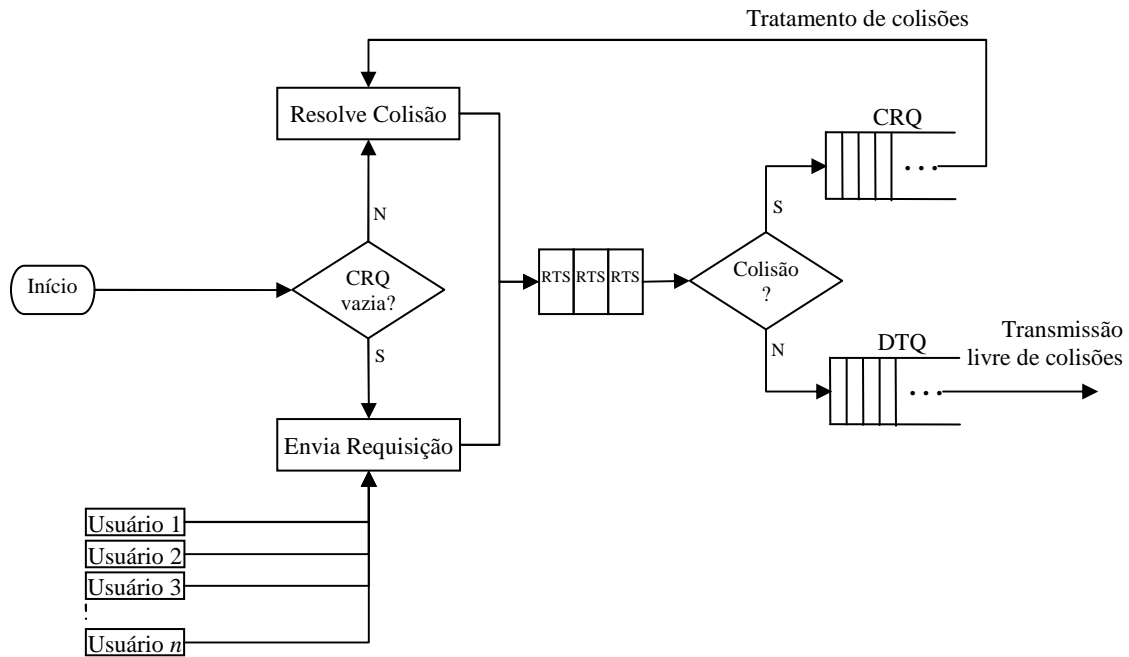 Tratamento de colisões
Resolve Colisão
CRQ
...
S
N
Início
CRQ
vazia?
RTS RTS RTS
Colisão
?
S
N
DTQ
...
Transmissão
livre de colisões
Envia Requisição
Usuário 1
Usuário 2
Usuário 3
Usuário n